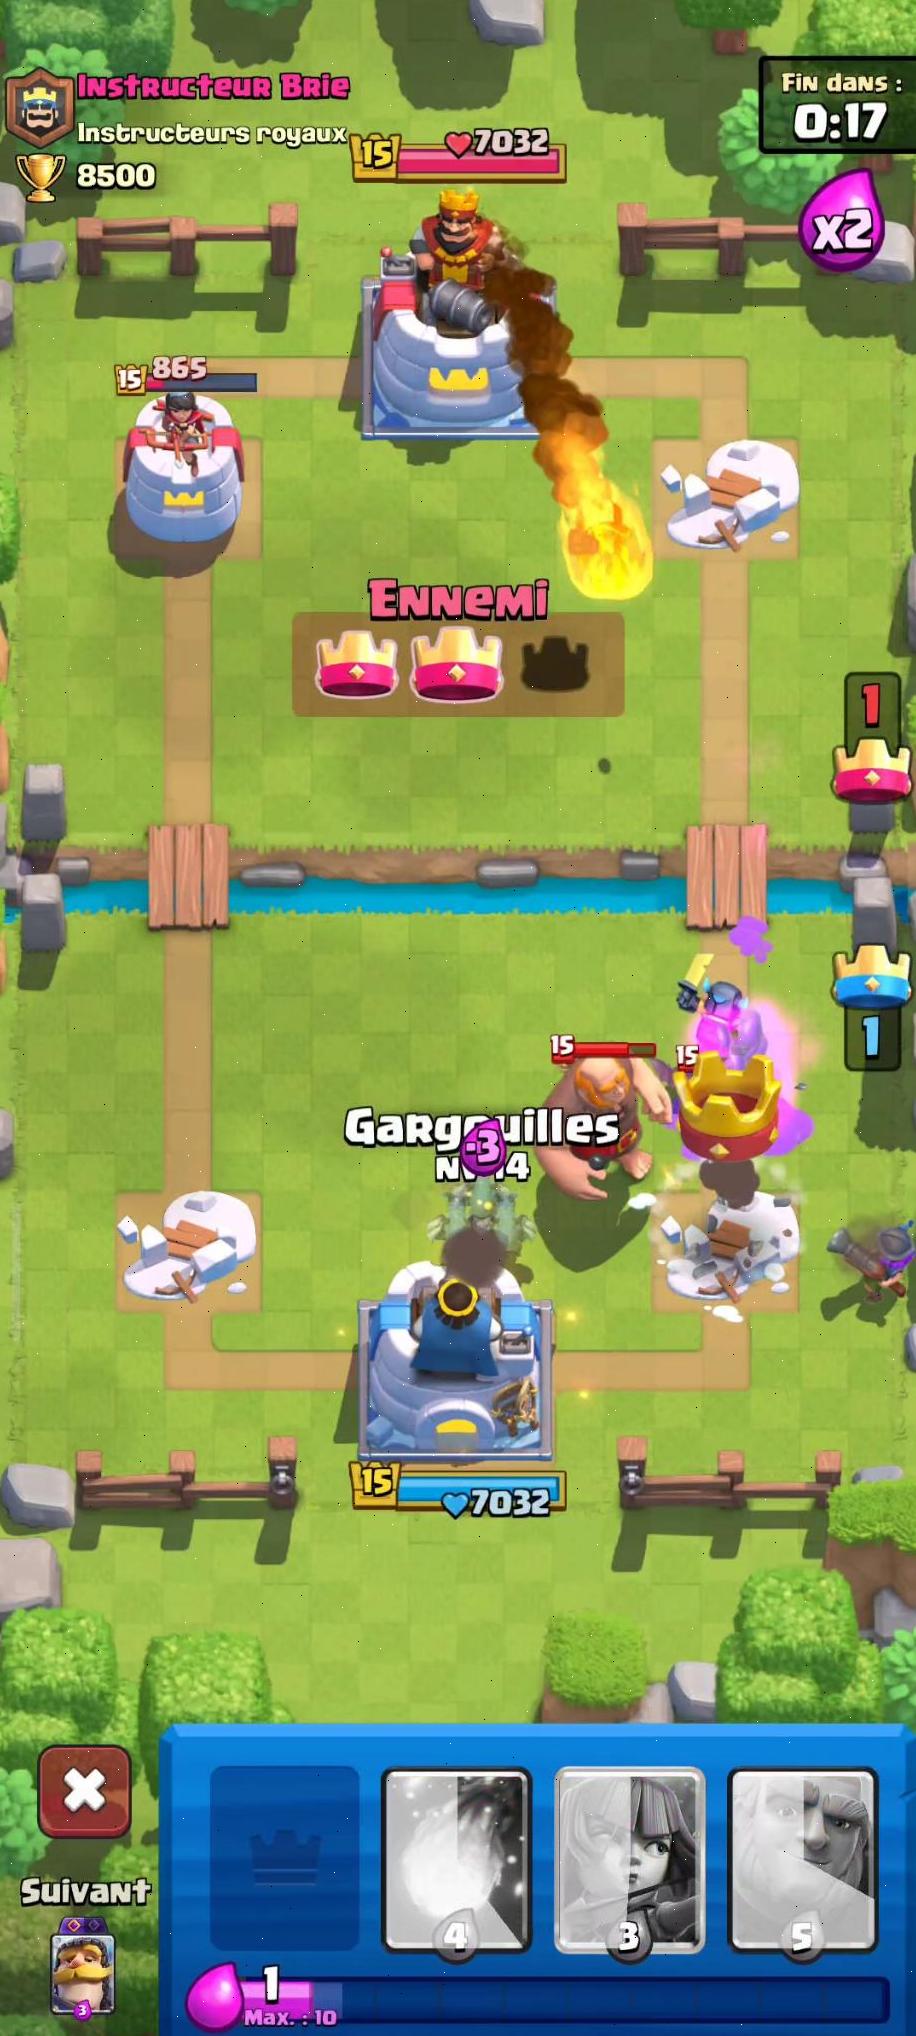 Instructeur Brie
Instructeurs royaux
8500
15
7032
Fin dans :
0:17
x2
15
865
Ennemi
1
15
15
1
Gargouilles
-3
15
7032
4
3
5
Suivant
3
1
Max. : 10